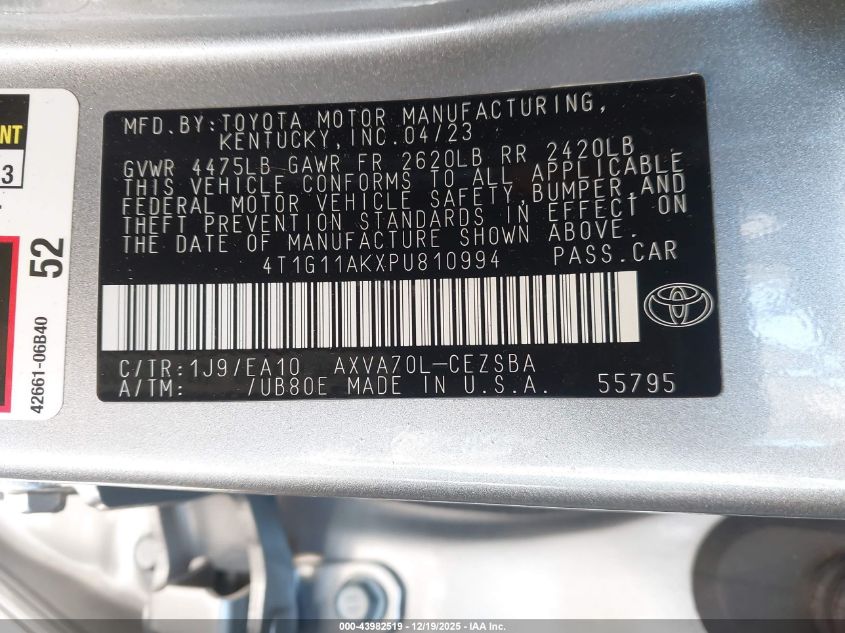 MFD.BY:TOYOTA MOTOR MANUFACTURING,
KENTUCKY,INC.04/23
GVWR 4475LB GAWR FR 2620LB RR 2420LB
THIS VEHICLE CONFORMS TO ALL APPLICABLE
FEDERAL MOTOR VEHICLE SAFETY,BUMPER,AND
THEFT PREVENTION STANDARDS IN EFFECT ON
THE DATE OF MANUFACTURE SHOWN ABOVE.
4T1G11AKXPU810994 PASS.CAR
C/TR:1J9/EA10 AXVA70L-CEZSBA
A/TM: /UB80E MADE IN U.S.A. 55795
3
52
42661-06B40
000-43982519 | 12/19/2025 - IAA Inc.